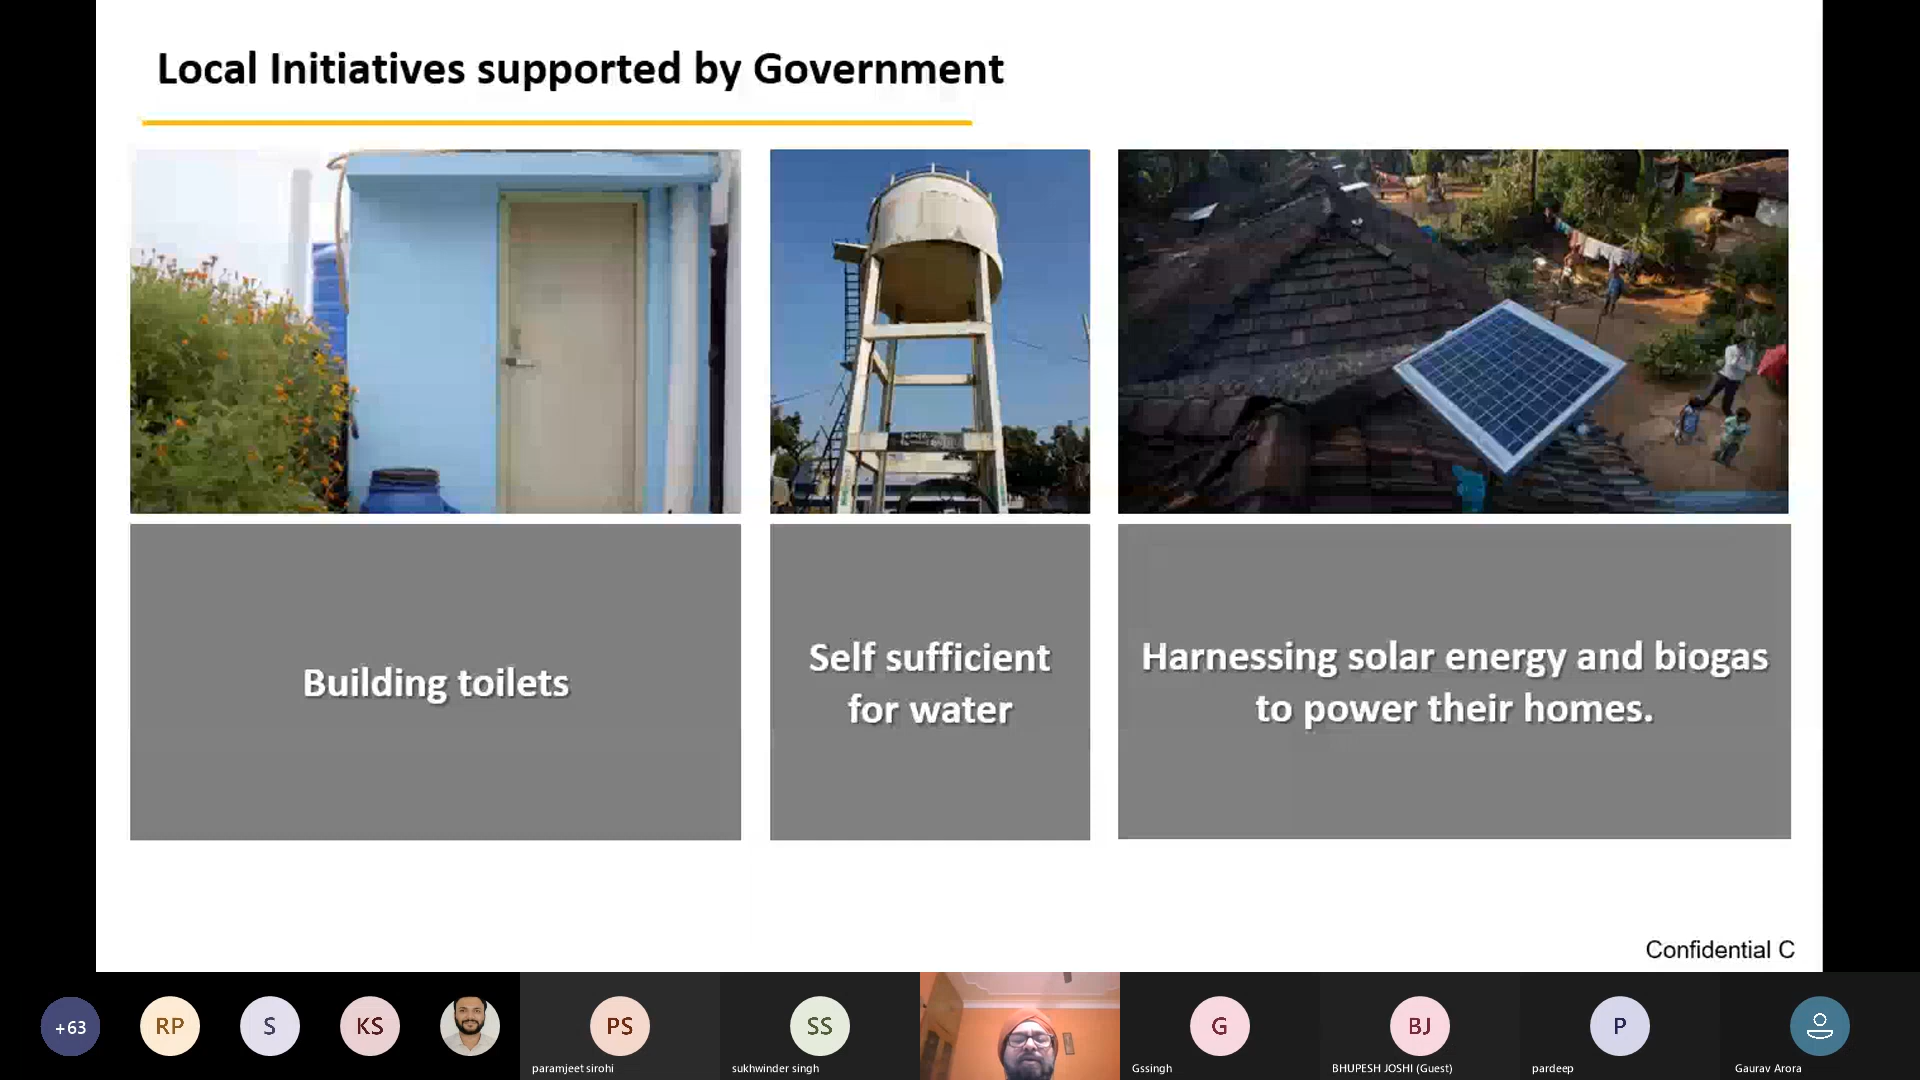 Local Initiatives supported by Government
Building toilets
Self sufficient
for water
Harnessing solar energy and biogas
to power their homes.
Confidential C
+63
RP
S
KS
PS
paramjeet sirohi
SS
sukhwinder singh
G
Gssingh
BJ
BHUPESH JOSHI (Guest)
P
pardeep
Gaurav Arora